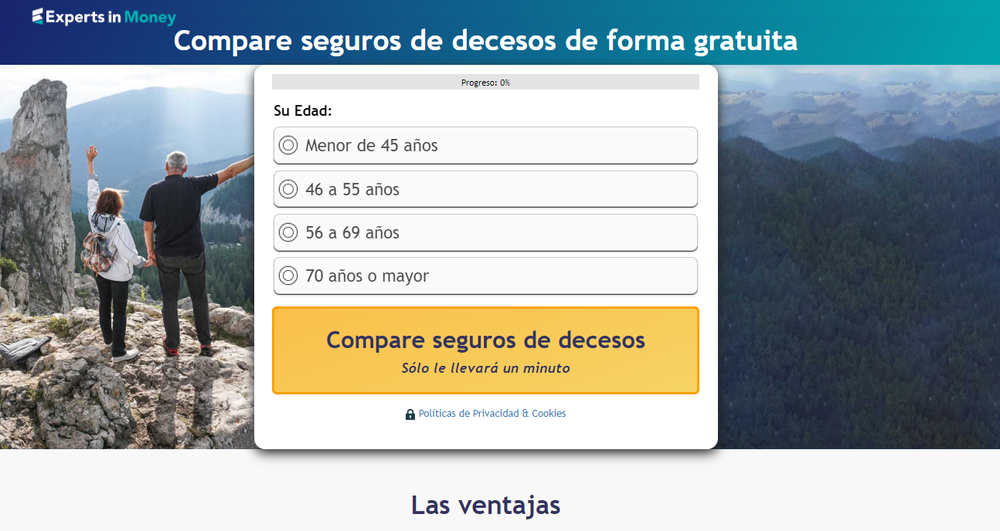 Experts in Money
Compare seguros de decesos de forma gratuita
Progreso: 0%
Su Edad:
Menor de 45 años
46 a 55 años
56 a 69 años
70 años o mayor
Compare seguros de decesos
Sólo le llevará un minuto
Políticas de Privacidad & Cookies
Las ventajas